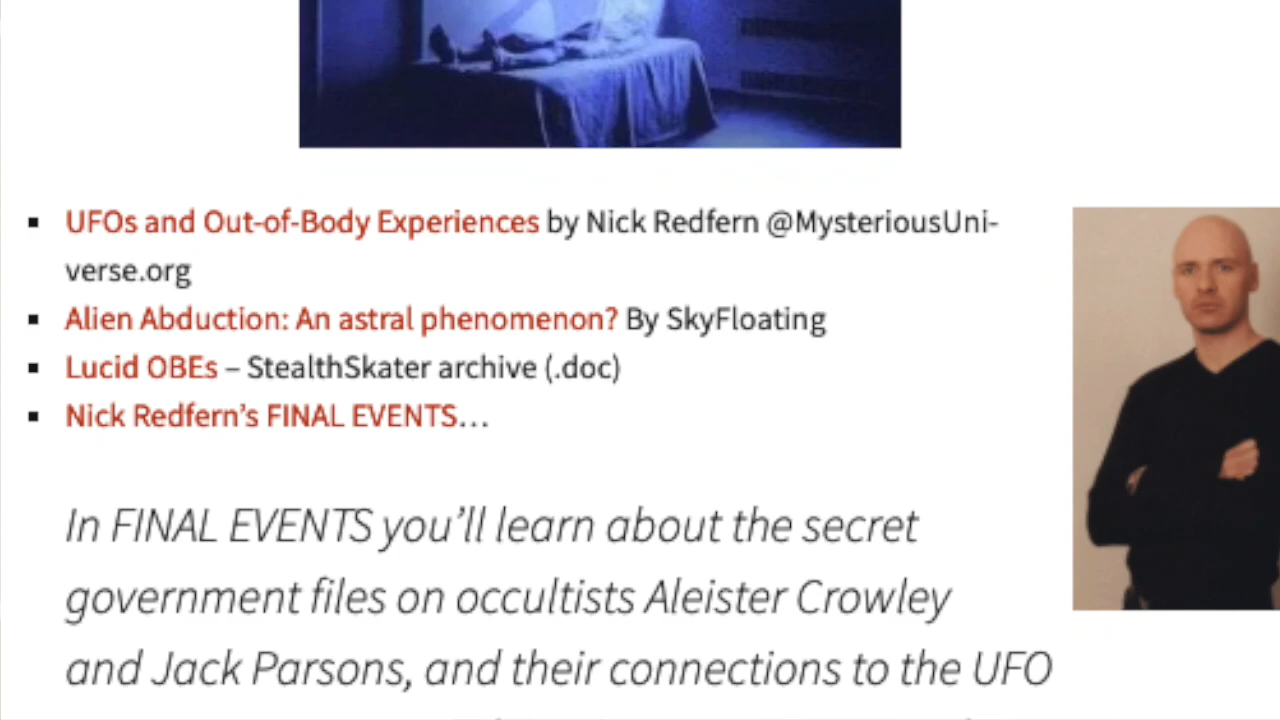 UFOs and Out-of-Body Experiences by Nick Redfern @MysteriousUni-
verse.org
Alien Abduction: An astral phenomenon? By SkyFloating
Lucid OBEs – StealthSkater archive (.doc)
Nick Redfern’s FINAL EVENTS…
In FINAL EVENTS you’ll learn about the secret
government files on occultists Aleister Crowley
and Jack Parsons, and their connections to the UFO